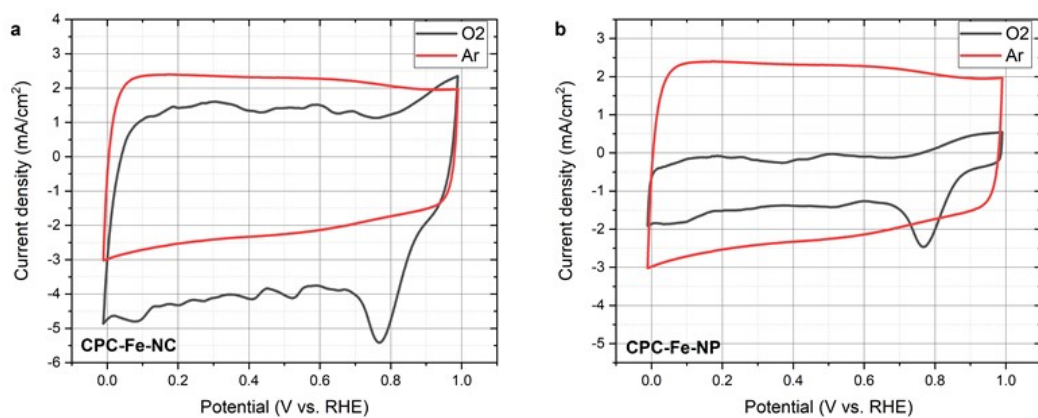 a
O2
Ar
4
3
2
1
0
-1
-2
-3
-4
-5
-6
Current density (mA/cm²)
CPC-Fe-NC
0.0 0.2 0.4 0.6 0.8 1.0
Potential (V vs. RHE)
b
O2
Ar
3
2
1
0
-1
-2
-3
-4
-5
Current density (mA/cm²)
CPC-Fe-NP
0.0 0.2 0.4 0.6 0.8 1.0
Potential (V vs. RHE)